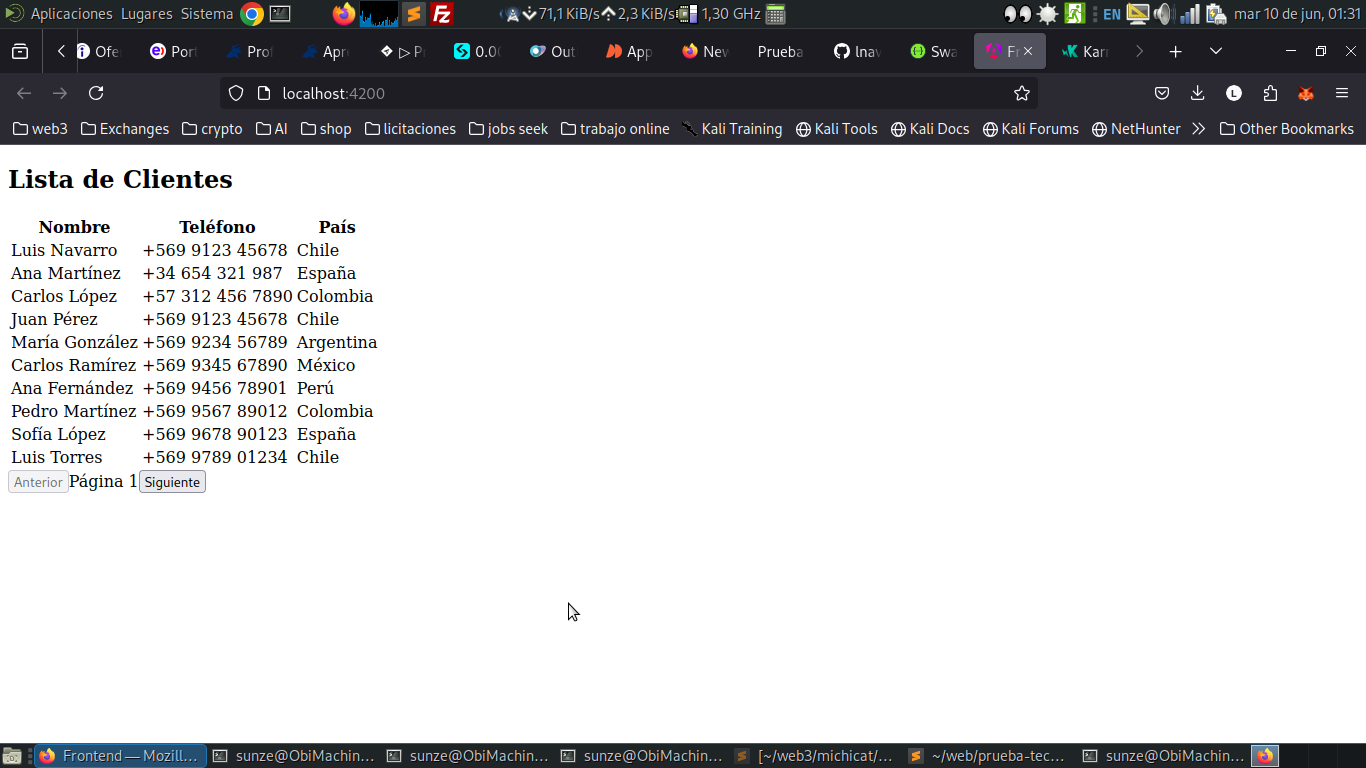 Aplicaciones Lugares Sistema 71,1 KiB/s 2,3 KiB/s 1,30 GHz EN mar 10 de jun, 01:31
Ofe Port Prof Apre ▷ P 0.0 Out App New Prueba lnav Swa Fr Karr
localhost:4200 L
web3 Exchanges crypto AI shop licitaciones jobs seek trabajo online Kali Training Kali Tools Kali Docs Kali Forums NetHunter Other Bookmarks
Lista de Clientes
Nombre Teléfono País
Luis Navarro +569 9123 45678 Chile
Ana Martínez +34 654 321 987 España
Carlos López +57 312 456 7890 Colombia
Juan Pérez +569 9123 45678 Chile
María González +569 9234 56789 Argentina
Carlos Ramírez +569 9345 67890 México
Ana Fernández +569 9456 78901 Perú
Pedro Martínez +569 9567 89012 Colombia
Sofía López +569 9678 90123 España
Luis Torres +569 9789 01234 Chile
Anterior Página 1 Siguiente
Frontend — Mozill... sunze@ObiMachin... sunze@ObiMachin... sunze@ObiMachin... [~/web3/michicat/... ~/web/prueba-tec... sunze@ObiMachin...